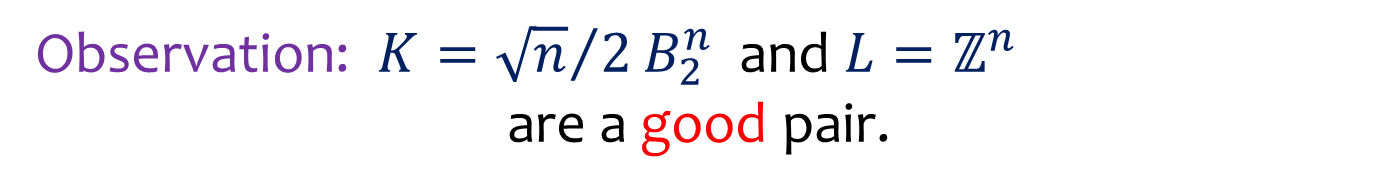 Observation: K = √n/2 B₂ⁿ and L = ℤⁿ
are a good pair.